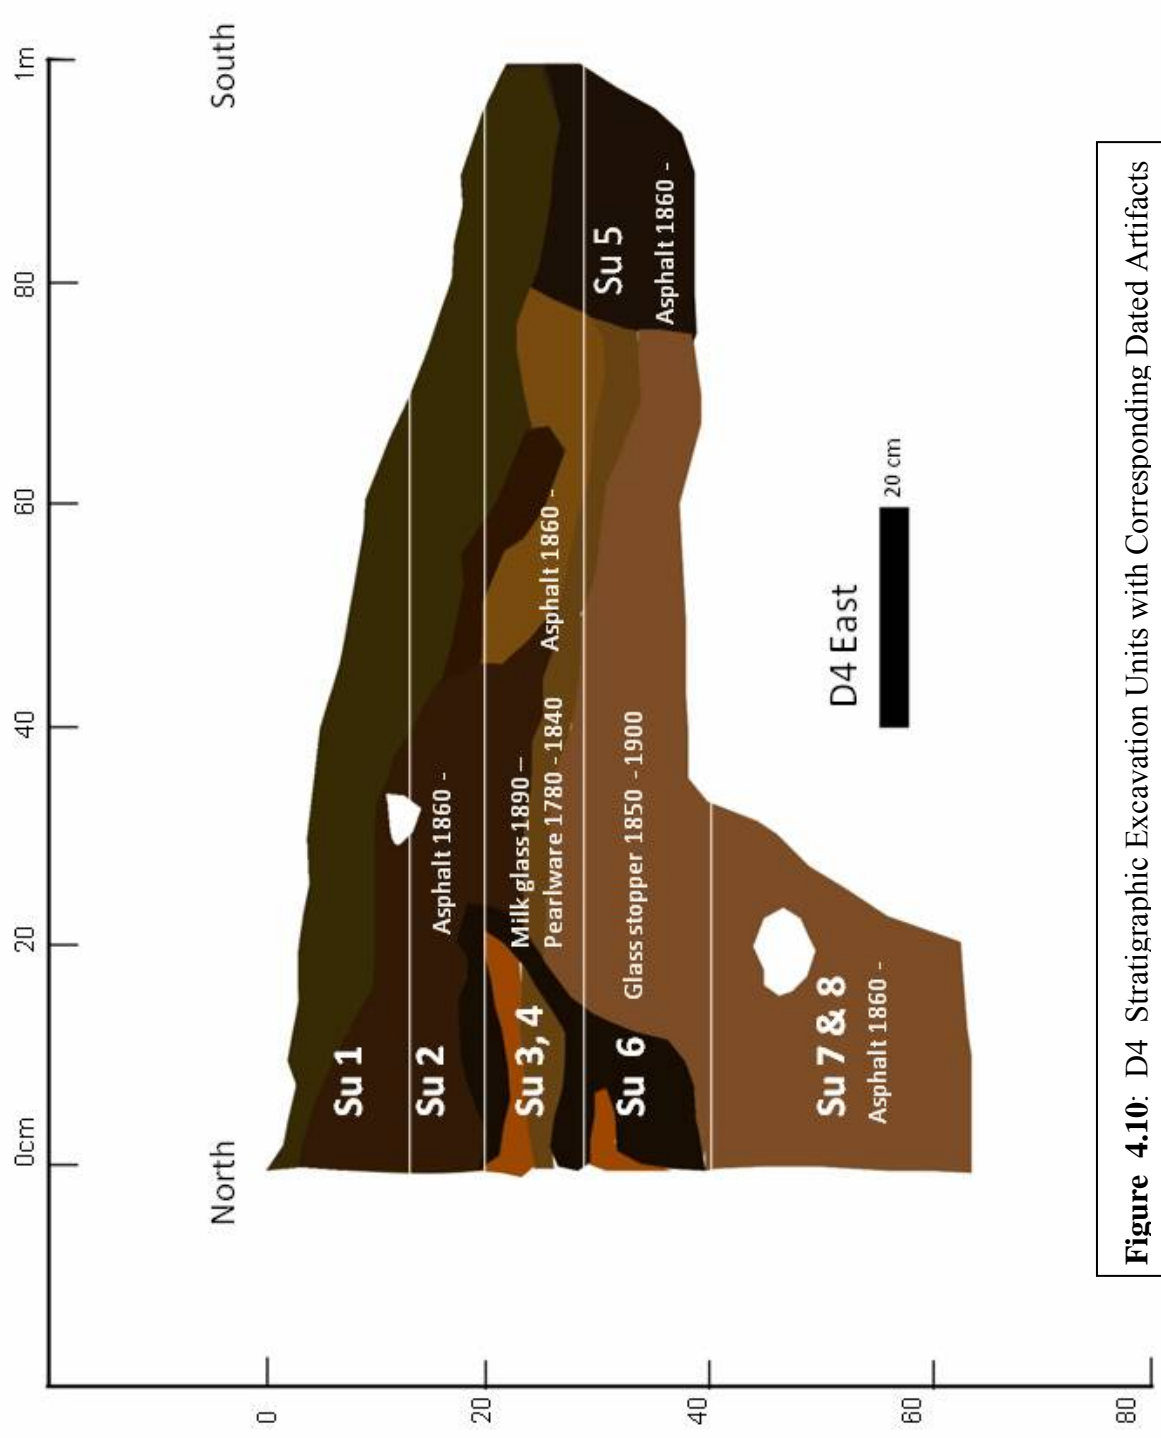 0cm
20
40
60
80
1m
North
South
0
20
40
60
80
Su 1
Su 2
Asphalt 1860 -
Su 3, 4
Milk glass 1890 –
Pearlware 1780 - 1840
Asphalt 1860 -
Su 5
Asphalt 1860 -
Su 6
Glass stopper 1850 - 1900
Su 7 & 8
Asphalt 1860 -
D4 East
20 cm
Figure 4.10: D4 Stratigraphic Excavation Units with Corresponding Dated Artifacts